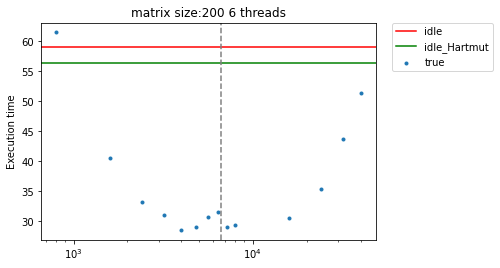 matrix size:200 6 threads
idle
idle_Hartmut
true
Execution time
60
55
50
45
40
35
30
10³
10⁴